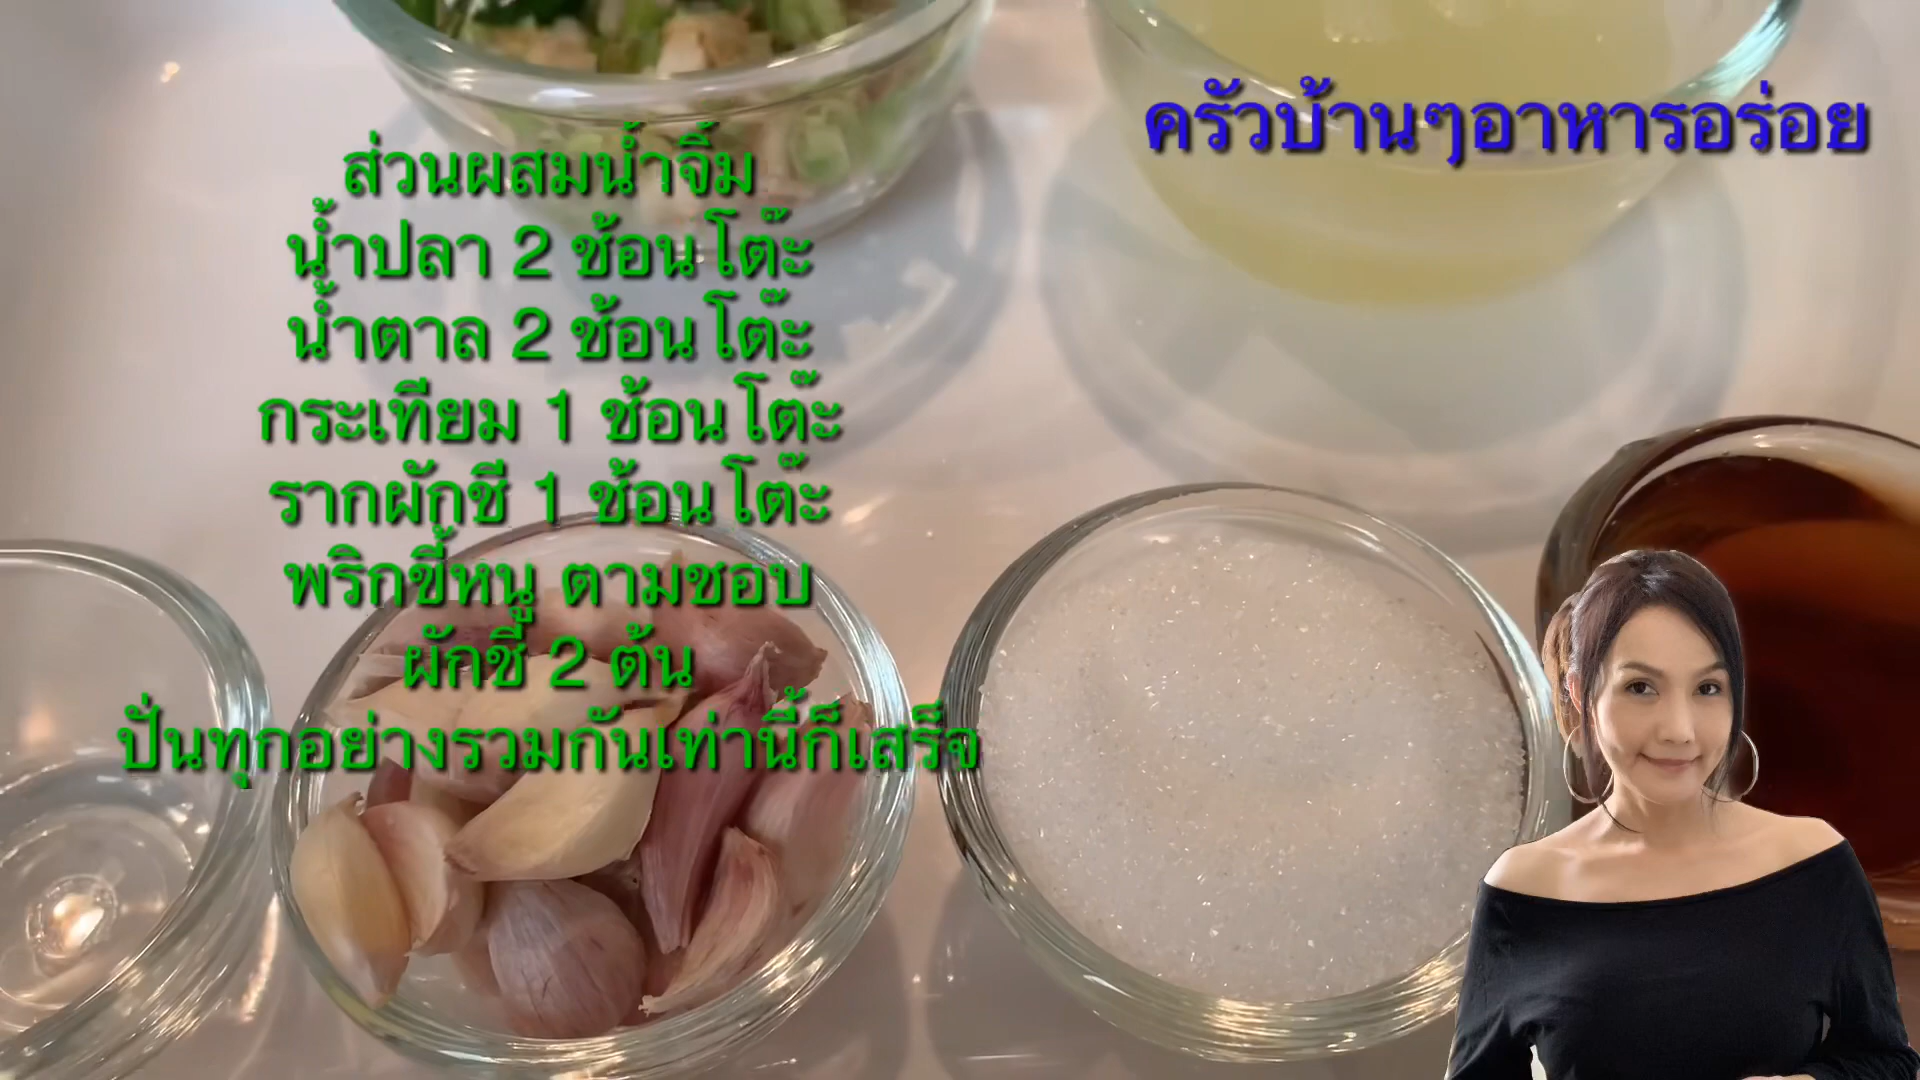 ครัวบ้านๆอาหารอร่อย
ส่วนผสมน้ำจิ้ม
น้ำปลา 2 ช้อนโต๊ะ
น้ำตาล 2 ช้อนโต๊ะ
กระเทียม 1 ช้อนโต๊ะ
รากผักชี 1 ช้อนโต๊ะ
พริกขี้หนู ตามชอบ
ผักชี 2 ต้น
ปั่นทุกอย่างรวมกันเท่านี้ก็เสร็จ